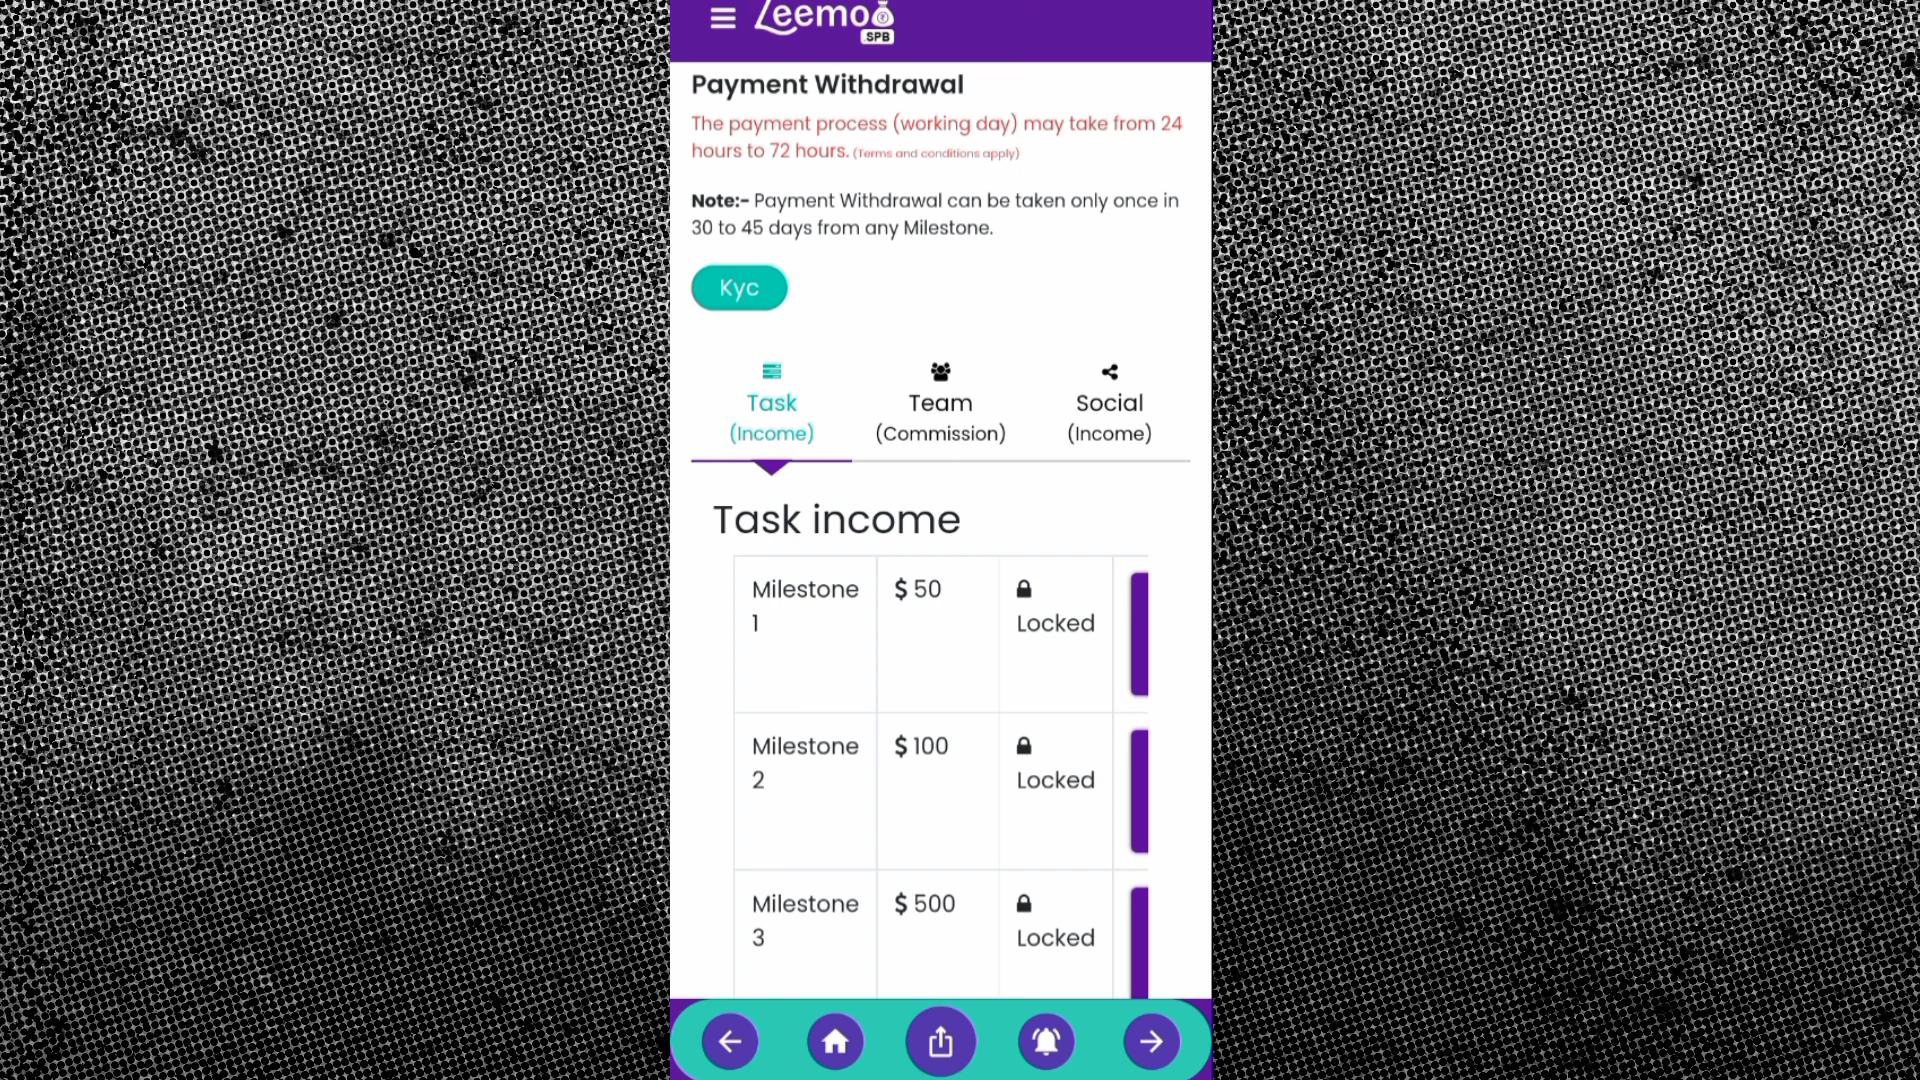 Zeemo
.SPB
Payment Withdrawal
The payment process (working day) may take from 24
hours to 72 hours. (Terms and conditions apply)
Note:- Payment Withdrawal can be taken only once in
30 to 45 days from any Milestone.
Kyc
Task
(Income)
Team
(Commission)
Social
(Income)
Task income
Milestone
1
$ 50
Locked
Milestone
2
$ 100
Locked
Milestone
3
$ 500
Locked